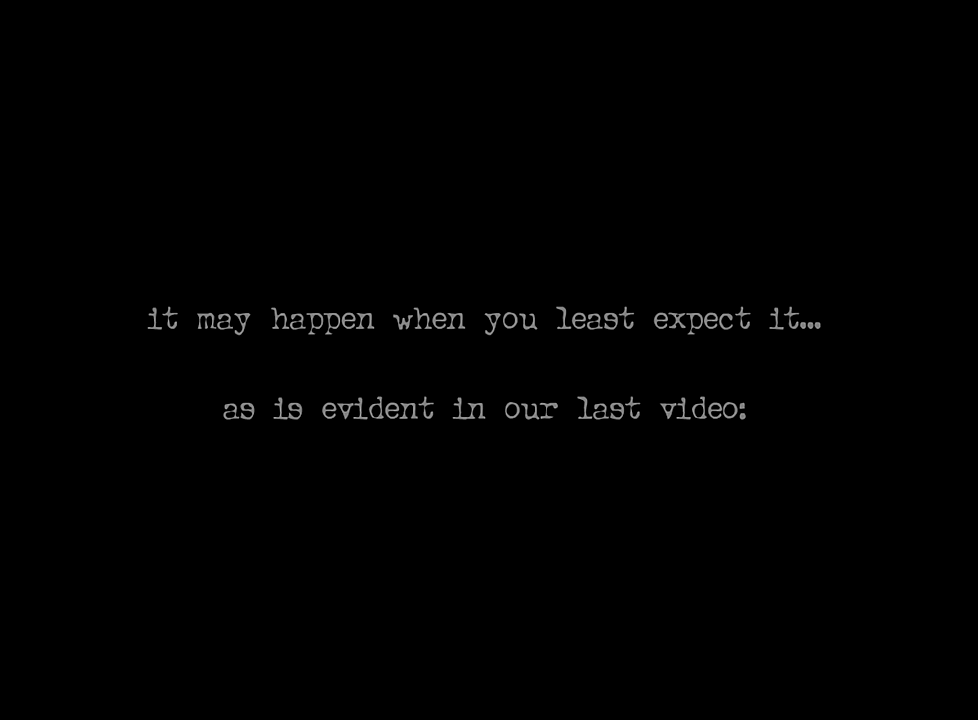 it may happen when you least expect it...
as is evident in our last video: